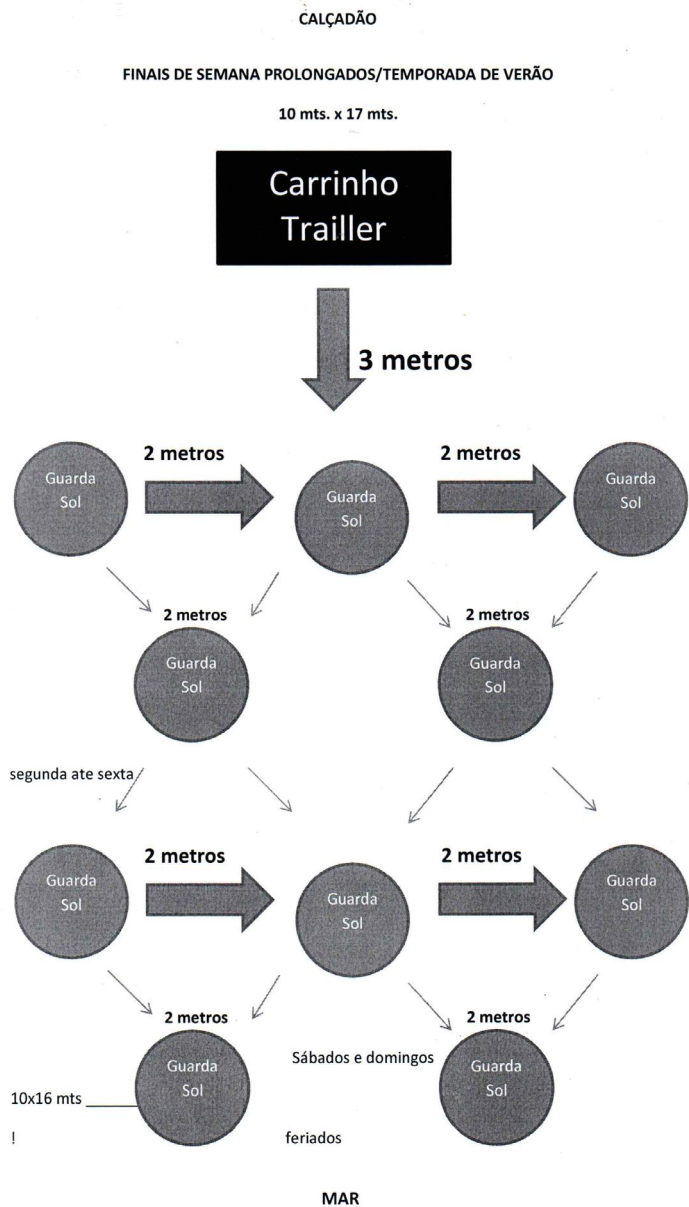 CALÇADÃO
FINAIS DE SEMANA PROLONGADOS/TEMPORADA DE VERÃO
10 mts. x 17 mts.
Carrinho
Trailler
3 metros
2 metros
2 metros
Guarda
Sol
Guarda
Sol
Guarda
Sol
2 metros
2 metros
Guarda
Sol
Guarda
Sol
segunda ate sexta
2 metros
2 metros
Guarda
Sol
Guarda
Sol
Guarda
Sol
2 metros
2 metros
Guarda
Sol
Sábados e domingos
Guarda
Sol
10x16 mts ______
!
feriados
MAR